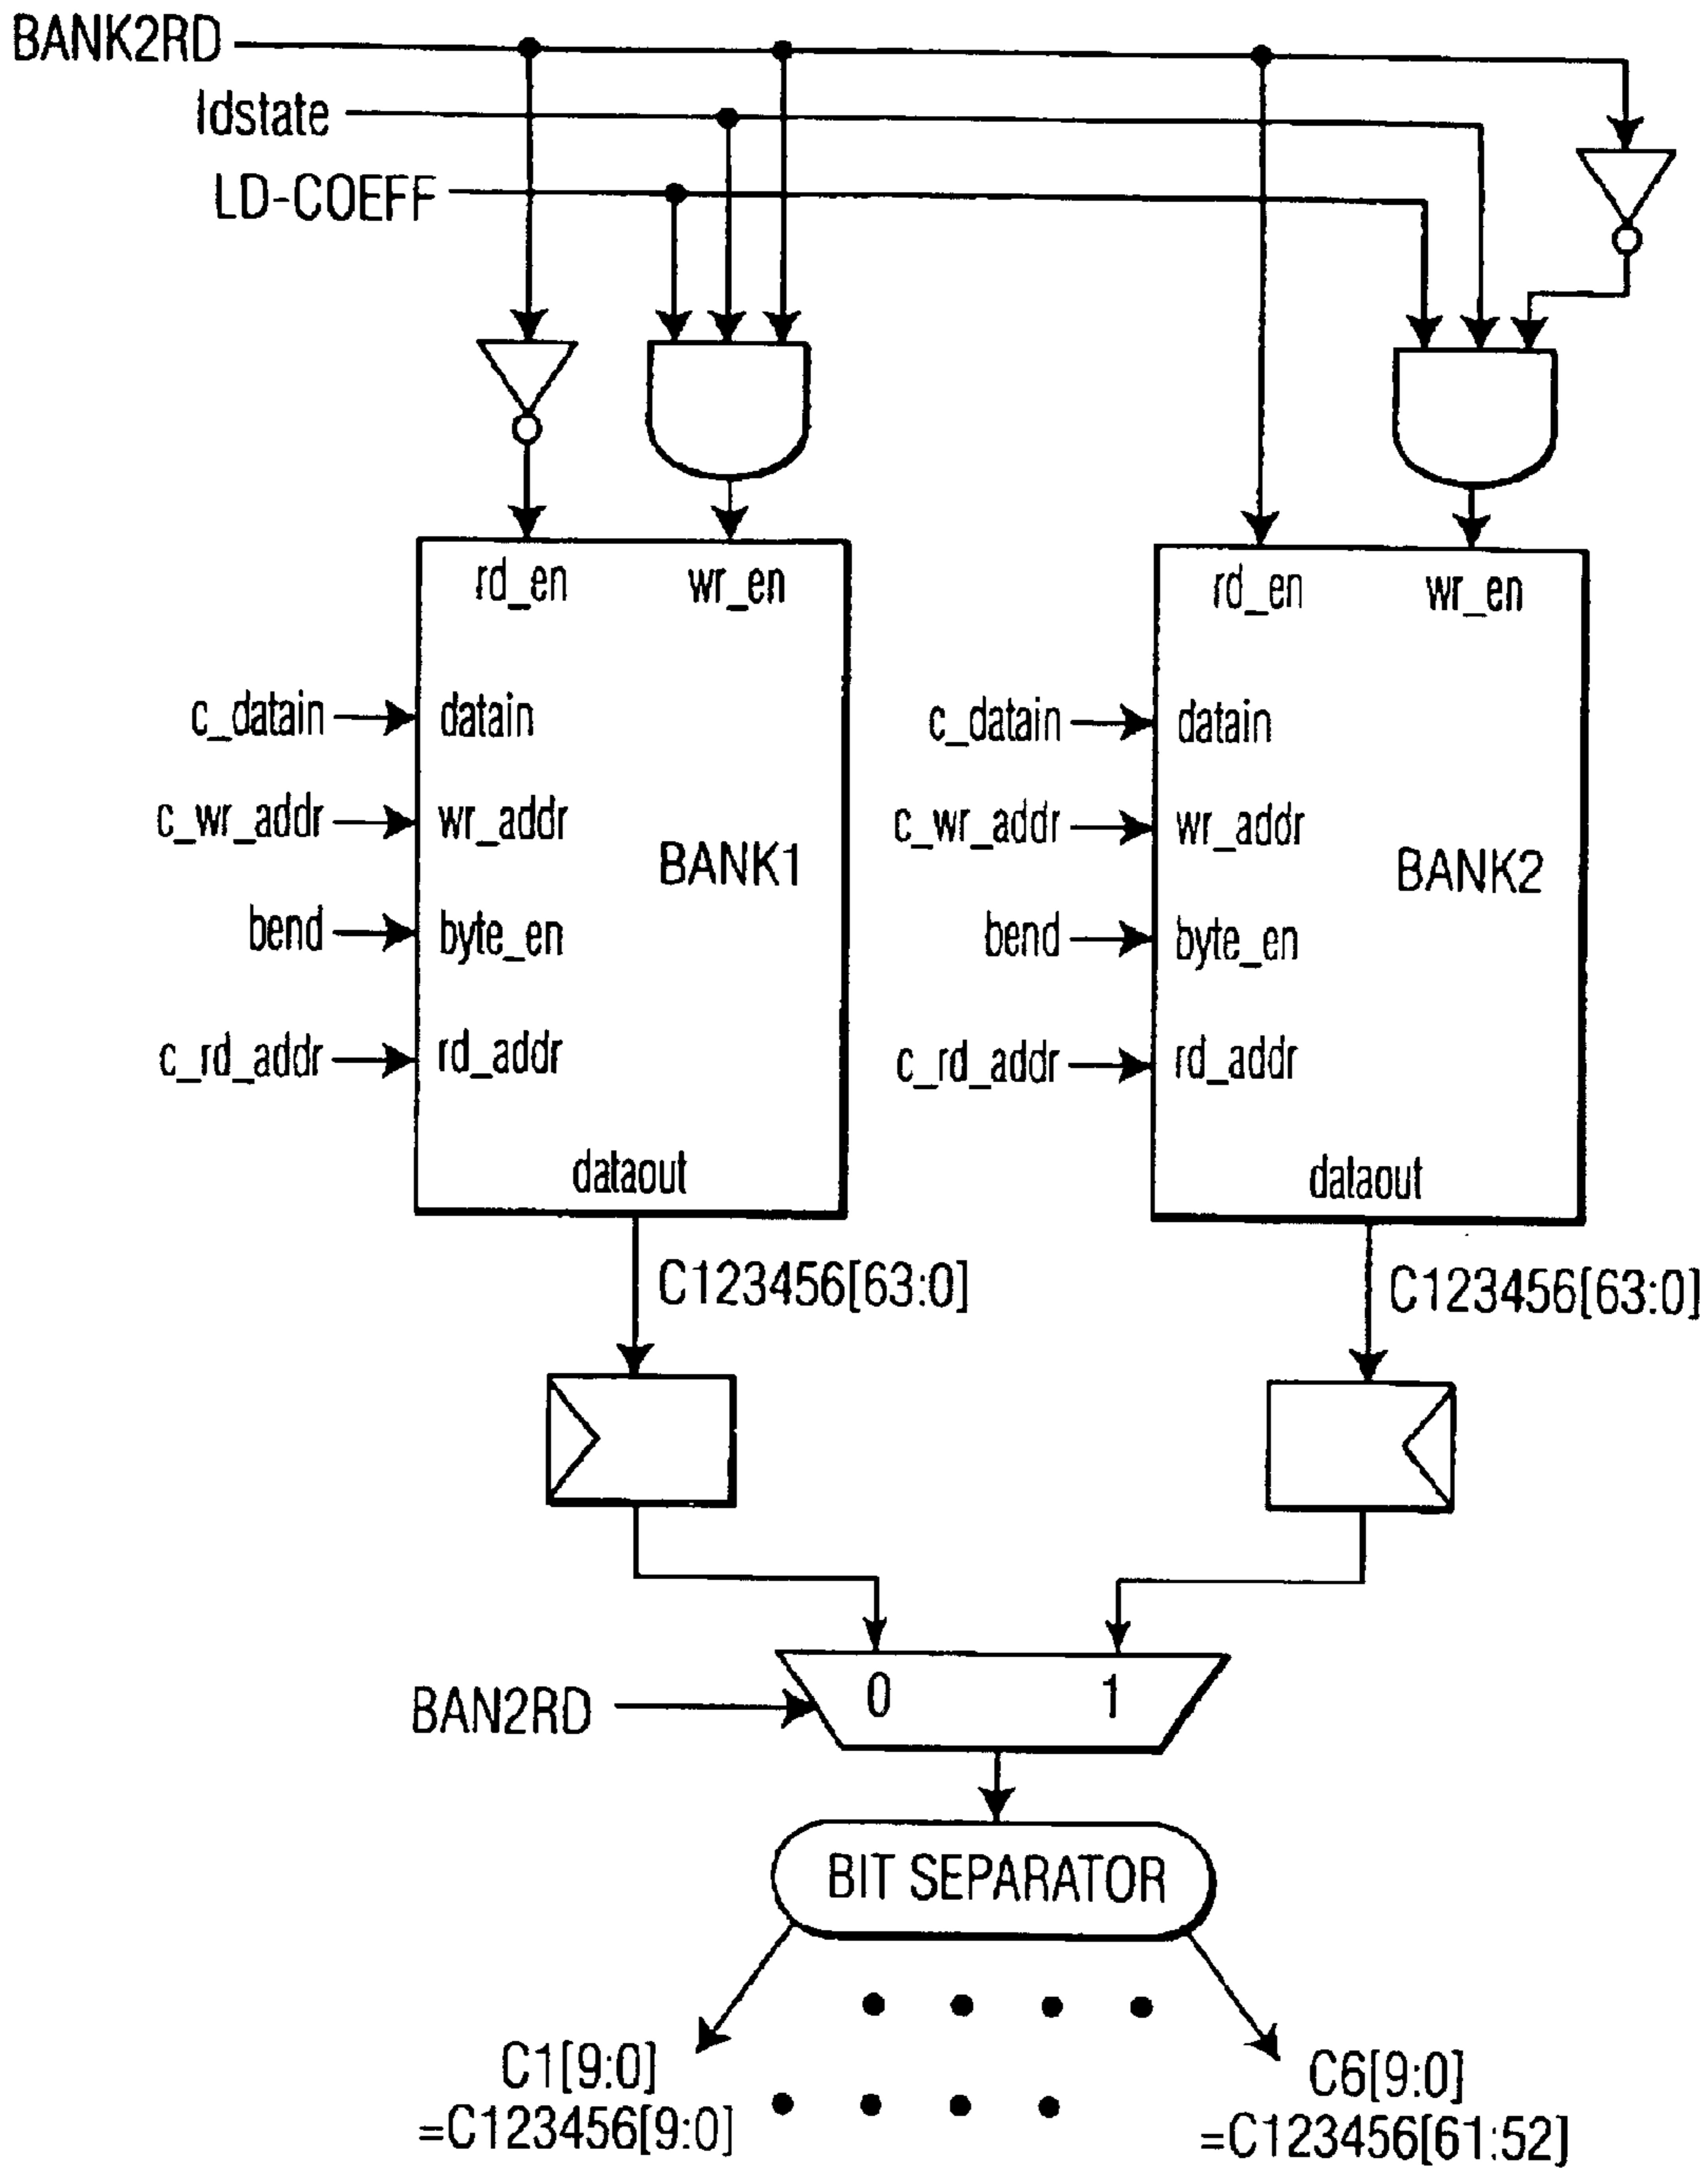 BANK2RD
ldstate
LD-COEFF
rd_en wr_en
rd_en wr_en
c_datain datain
c_wr_addr wr_addr
BANK1
bend byte_en
c_rd_addr rd_addr
dataout
c_datain datain
c_wr_addr wr_addr
BANK2
bend byte_en
c_rd_addr rd_addr
dataout
C123456[63:0]
C123456[63:0]
BAN2RD
0 1
BIT SEPARATOR
C1[9:0]
=C123456[9:0]
C6[9:0]
=C123456[61:52]